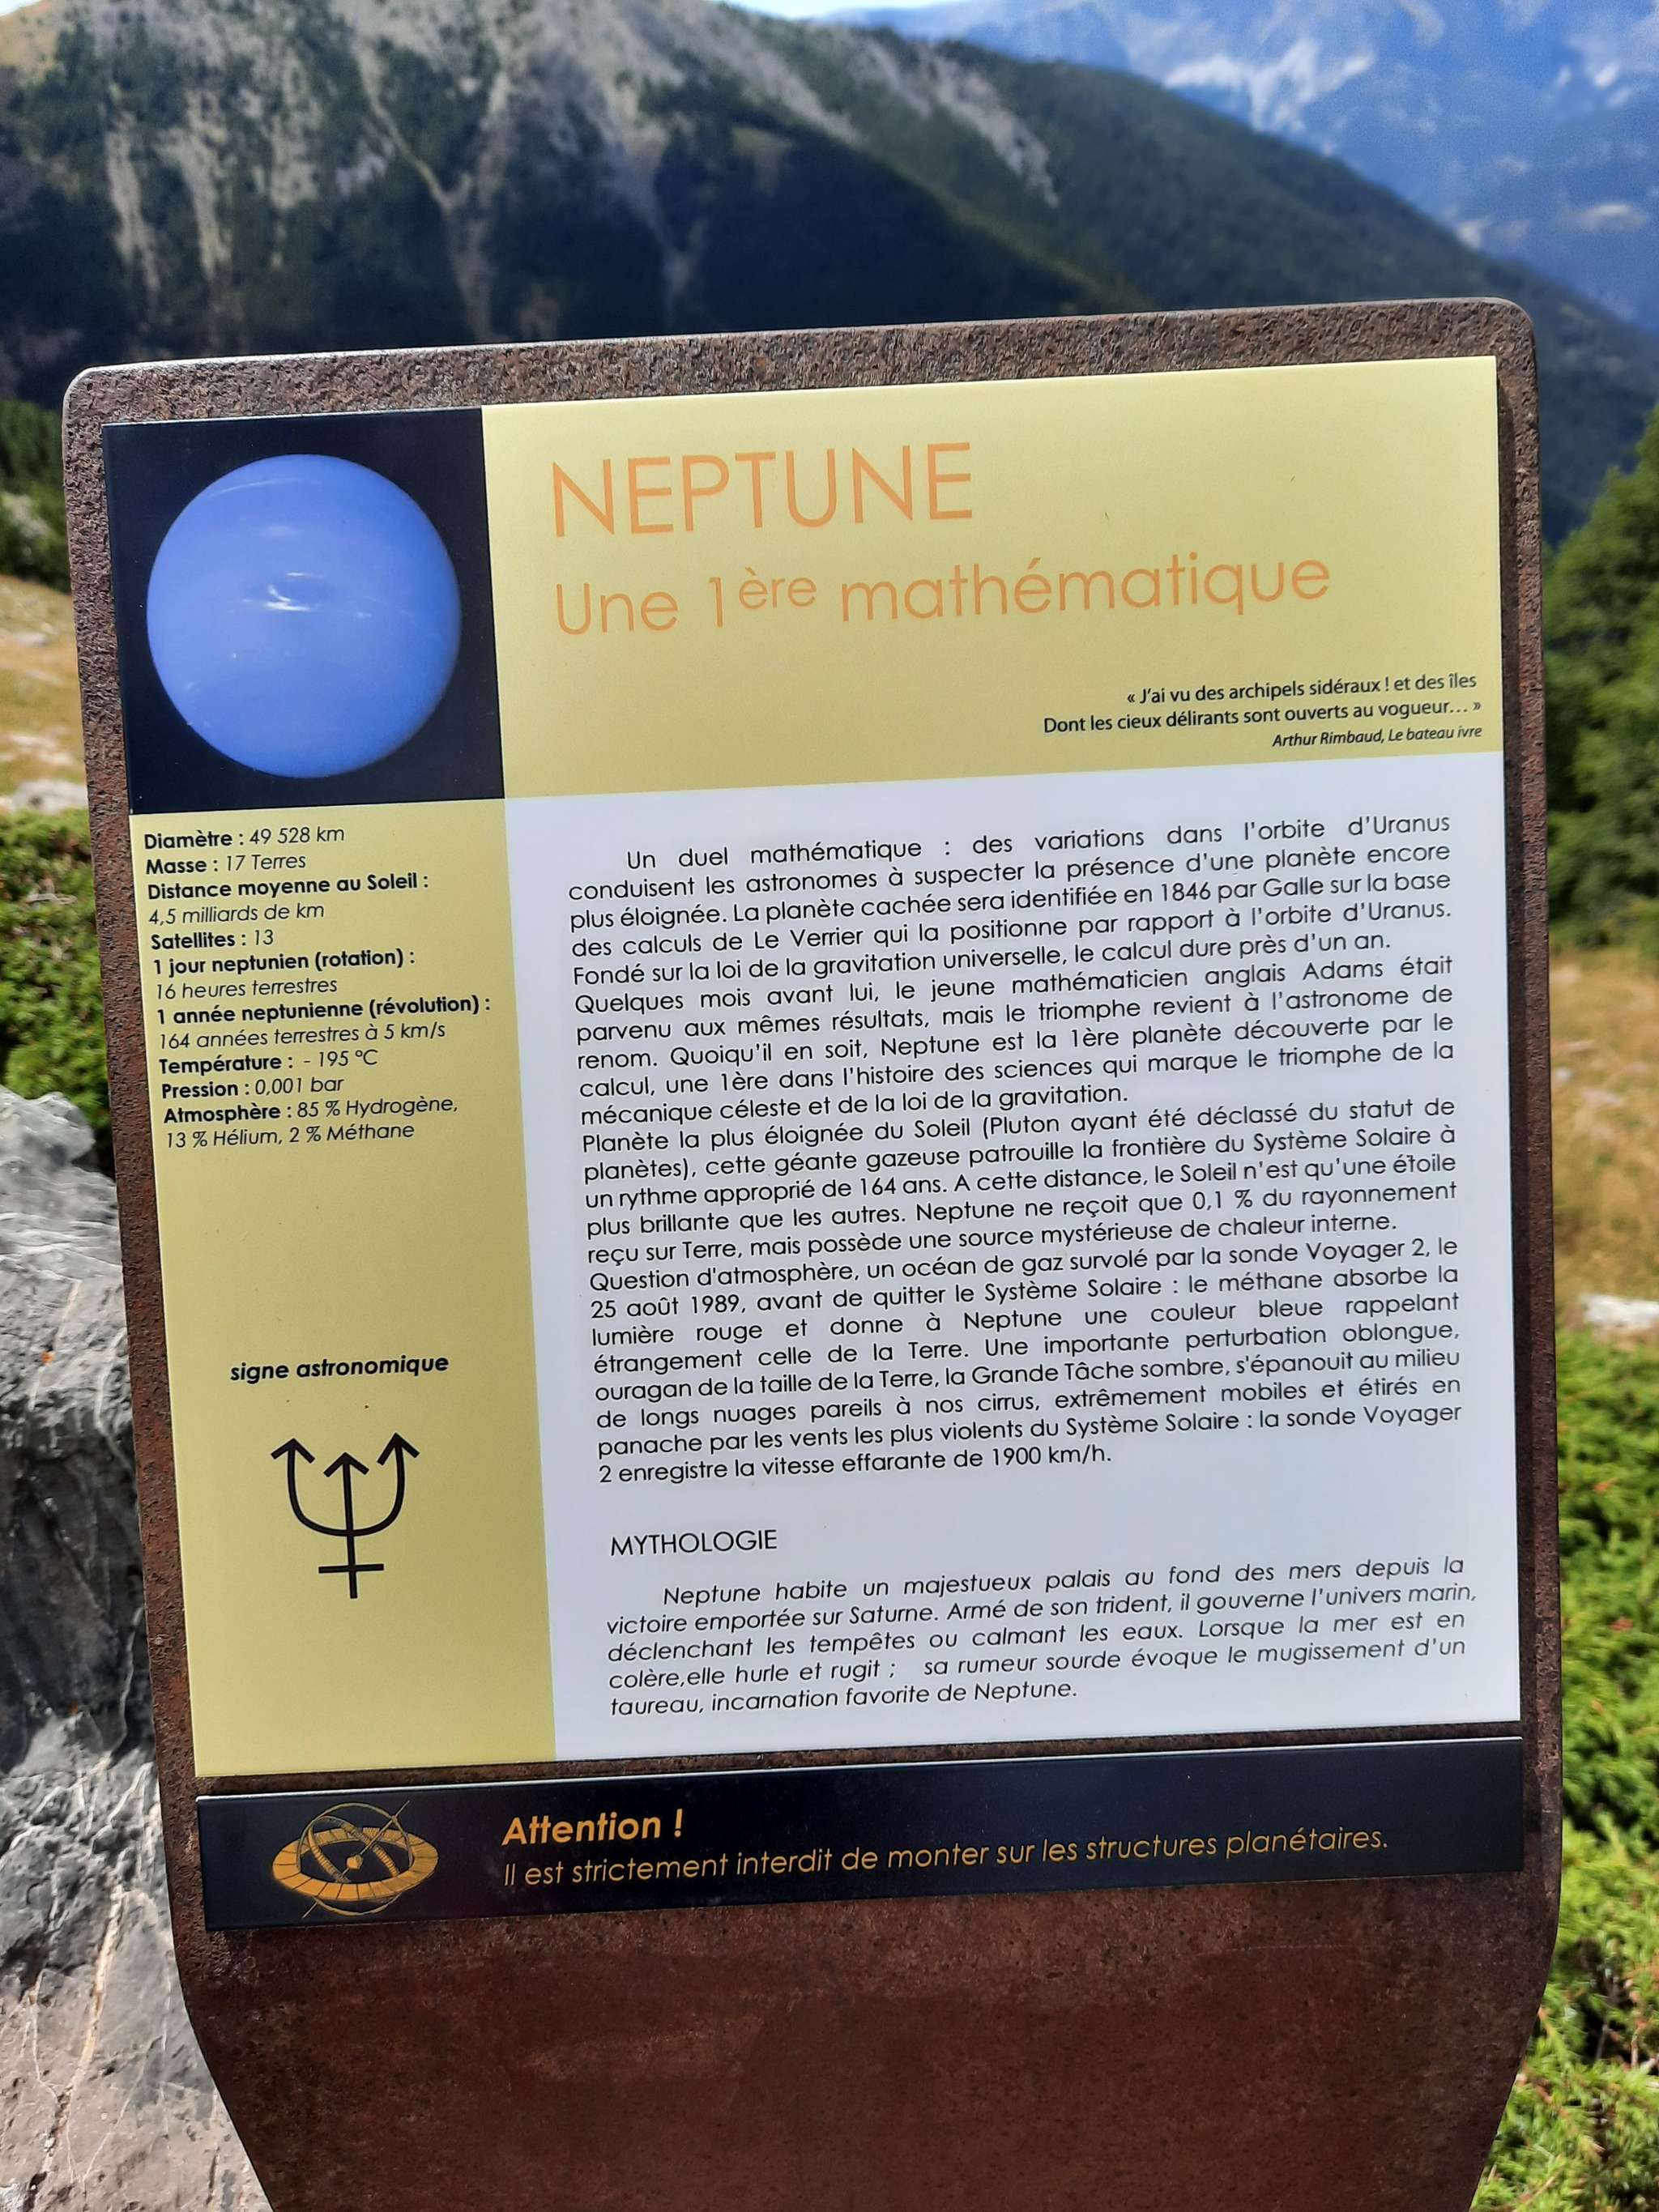 NEPTUNE
Une 1ère mathématique
« J'ai vu des archipels sidéraux ! et des îles
Dont les cieux délirants sont ouverts au vogueur... »
Arthur Rimbaud, Le bateau ivre
Diamètre : 49 528 km
Masse : 17 Terres
Distance moyenne au Soleil :
4,5 milliards de km
Satellites : 13
1 jour neptunien (rotation) :
16 heures terrestres
1 année neptunienne (révolution) :
164 années terrestres à 5 km/s
Température : - 195 °C
Pression : 0,001 bar
Atmosphère : 85 % Hydrogène,
13 % Hélium, 2 % Méthane
signe astronomique
Un duel mathématique : des variations dans l'orbite d'Uranus
conduisent les astronomes à suspecter la présence d'une planète encore
plus éloignée. La planète cachée sera identifiée en 1846 par Galle sur la base
des calculs de Le Verrier qui la positionne par rapport à l'orbite d'Uranus.
Fondé sur la loi de la gravitation universelle, le calcul dure près d'un an.
Quelques mois avant lui, le jeune mathématicien anglais Adams était
parvenu aux mêmes résultats, mais le triomphe revient à l'astronome de
renom. Quoiqu'il en soit, Neptune est la 1ère planète découverte par le
calcul, une 1ère dans l'histoire des sciences qui marque le triomphe de la
mécanique céleste et de la loi de la gravitation.
Planète la plus éloignée du Soleil (Pluton ayant été déclassé du statut de
planètes), cette géante gazeuse patrouille la frontière du Système Solaire à
un rythme approprié de 164 ans. A cette distance, le Soleil n'est qu'une étoile
plus brillante que les autres. Neptune ne reçoit que 0,1 % du rayonnement
reçu sur Terre, mais possède une source mystérieuse de chaleur interne.
Question d'atmosphère, un océan de gaz survolé par la sonde Voyager 2, le
25 août 1989, avant de quitter le Système Solaire : le méthane absorbe la
lumière rouge et donne à Neptune une couleur bleue rappelant
étrangement celle de la Terre. Une importante perturbation oblongue,
ouragan de la taille de la Terre, la Grande Tâche sombre, s'épanouit au milieu
de longs nuages pareils à nos cirrus, extrêmement mobiles et étirés en
panache par les vents les plus violents du Système Solaire : la sonde Voyager
2 enregistre la vitesse effarante de 1900 km/h.
MYTHOLOGIE
Neptune habite un majestueux palais au fond des mers depuis la
victoire emportée sur Saturne. Armé de son trident, il gouverne l'univers marin,
déclenchant les tempêtes ou calmant les eaux. Lorsque la mer est en
colère,elle hurle et rugit ; sa rumeur sourde évoque le mugissement d'un
taureau, incarnation favorite de Neptune.
Attention !
Il est strictement interdit de monter sur les structures planétaires.